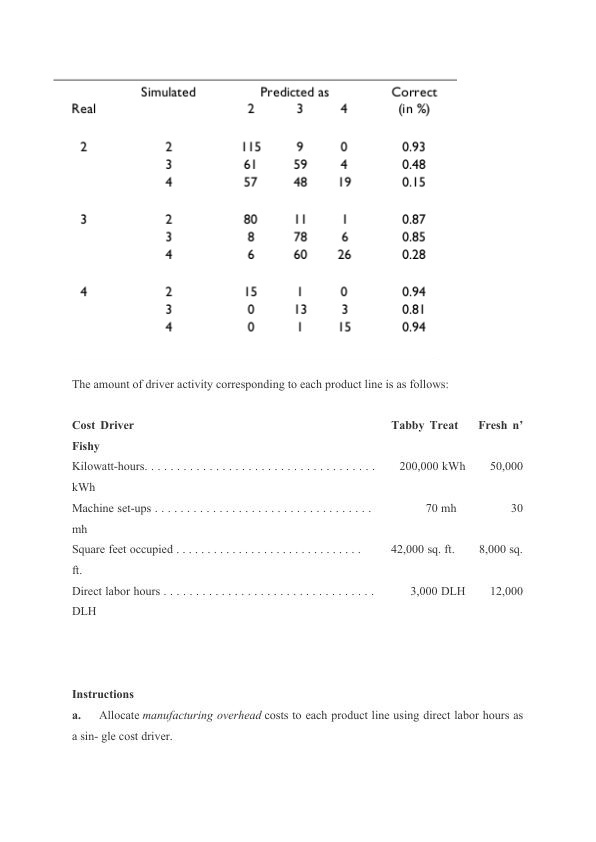 Simulated Predicted as Correct
Real 2 3 4 (in %)
2 2 115 9 0 0.93
3 61 59 4 0.48
4 57 48 19 0.15
3 2 80 11 1 0.87
3 8 78 6 0.85
4 6 60 26 0.28
4 2 15 1 0 0.94
3 0 13 3 0.81
4 0 1 15 0.94
The amount of driver activity corresponding to each product line is as follows:
Cost Driver Tabby Treat Fresh n’
Fishy
Kilowatt-hours. . . . . . . . . . . . . . . . . . . . . . . . . . . . . . . . . . . . 200,000 kWh 50,000
kWh
Machine set-ups . . . . . . . . . . . . . . . . . . . . . . . . . . . . . . . . . . 70 mh 30
mh
Square feet occupied . . . . . . . . . . . . . . . . . . . . . . . . . . . . . 42,000 sq. ft. 8,000 sq.
ft.
Direct labor hours . . . . . . . . . . . . . . . . . . . . . . . . . . . . . . . . . 3,000 DLH 12,000
DLH
Instructions
a. Allocate manufacturing overhead costs to each product line using direct labor hours as
a sin- gle cost driver.